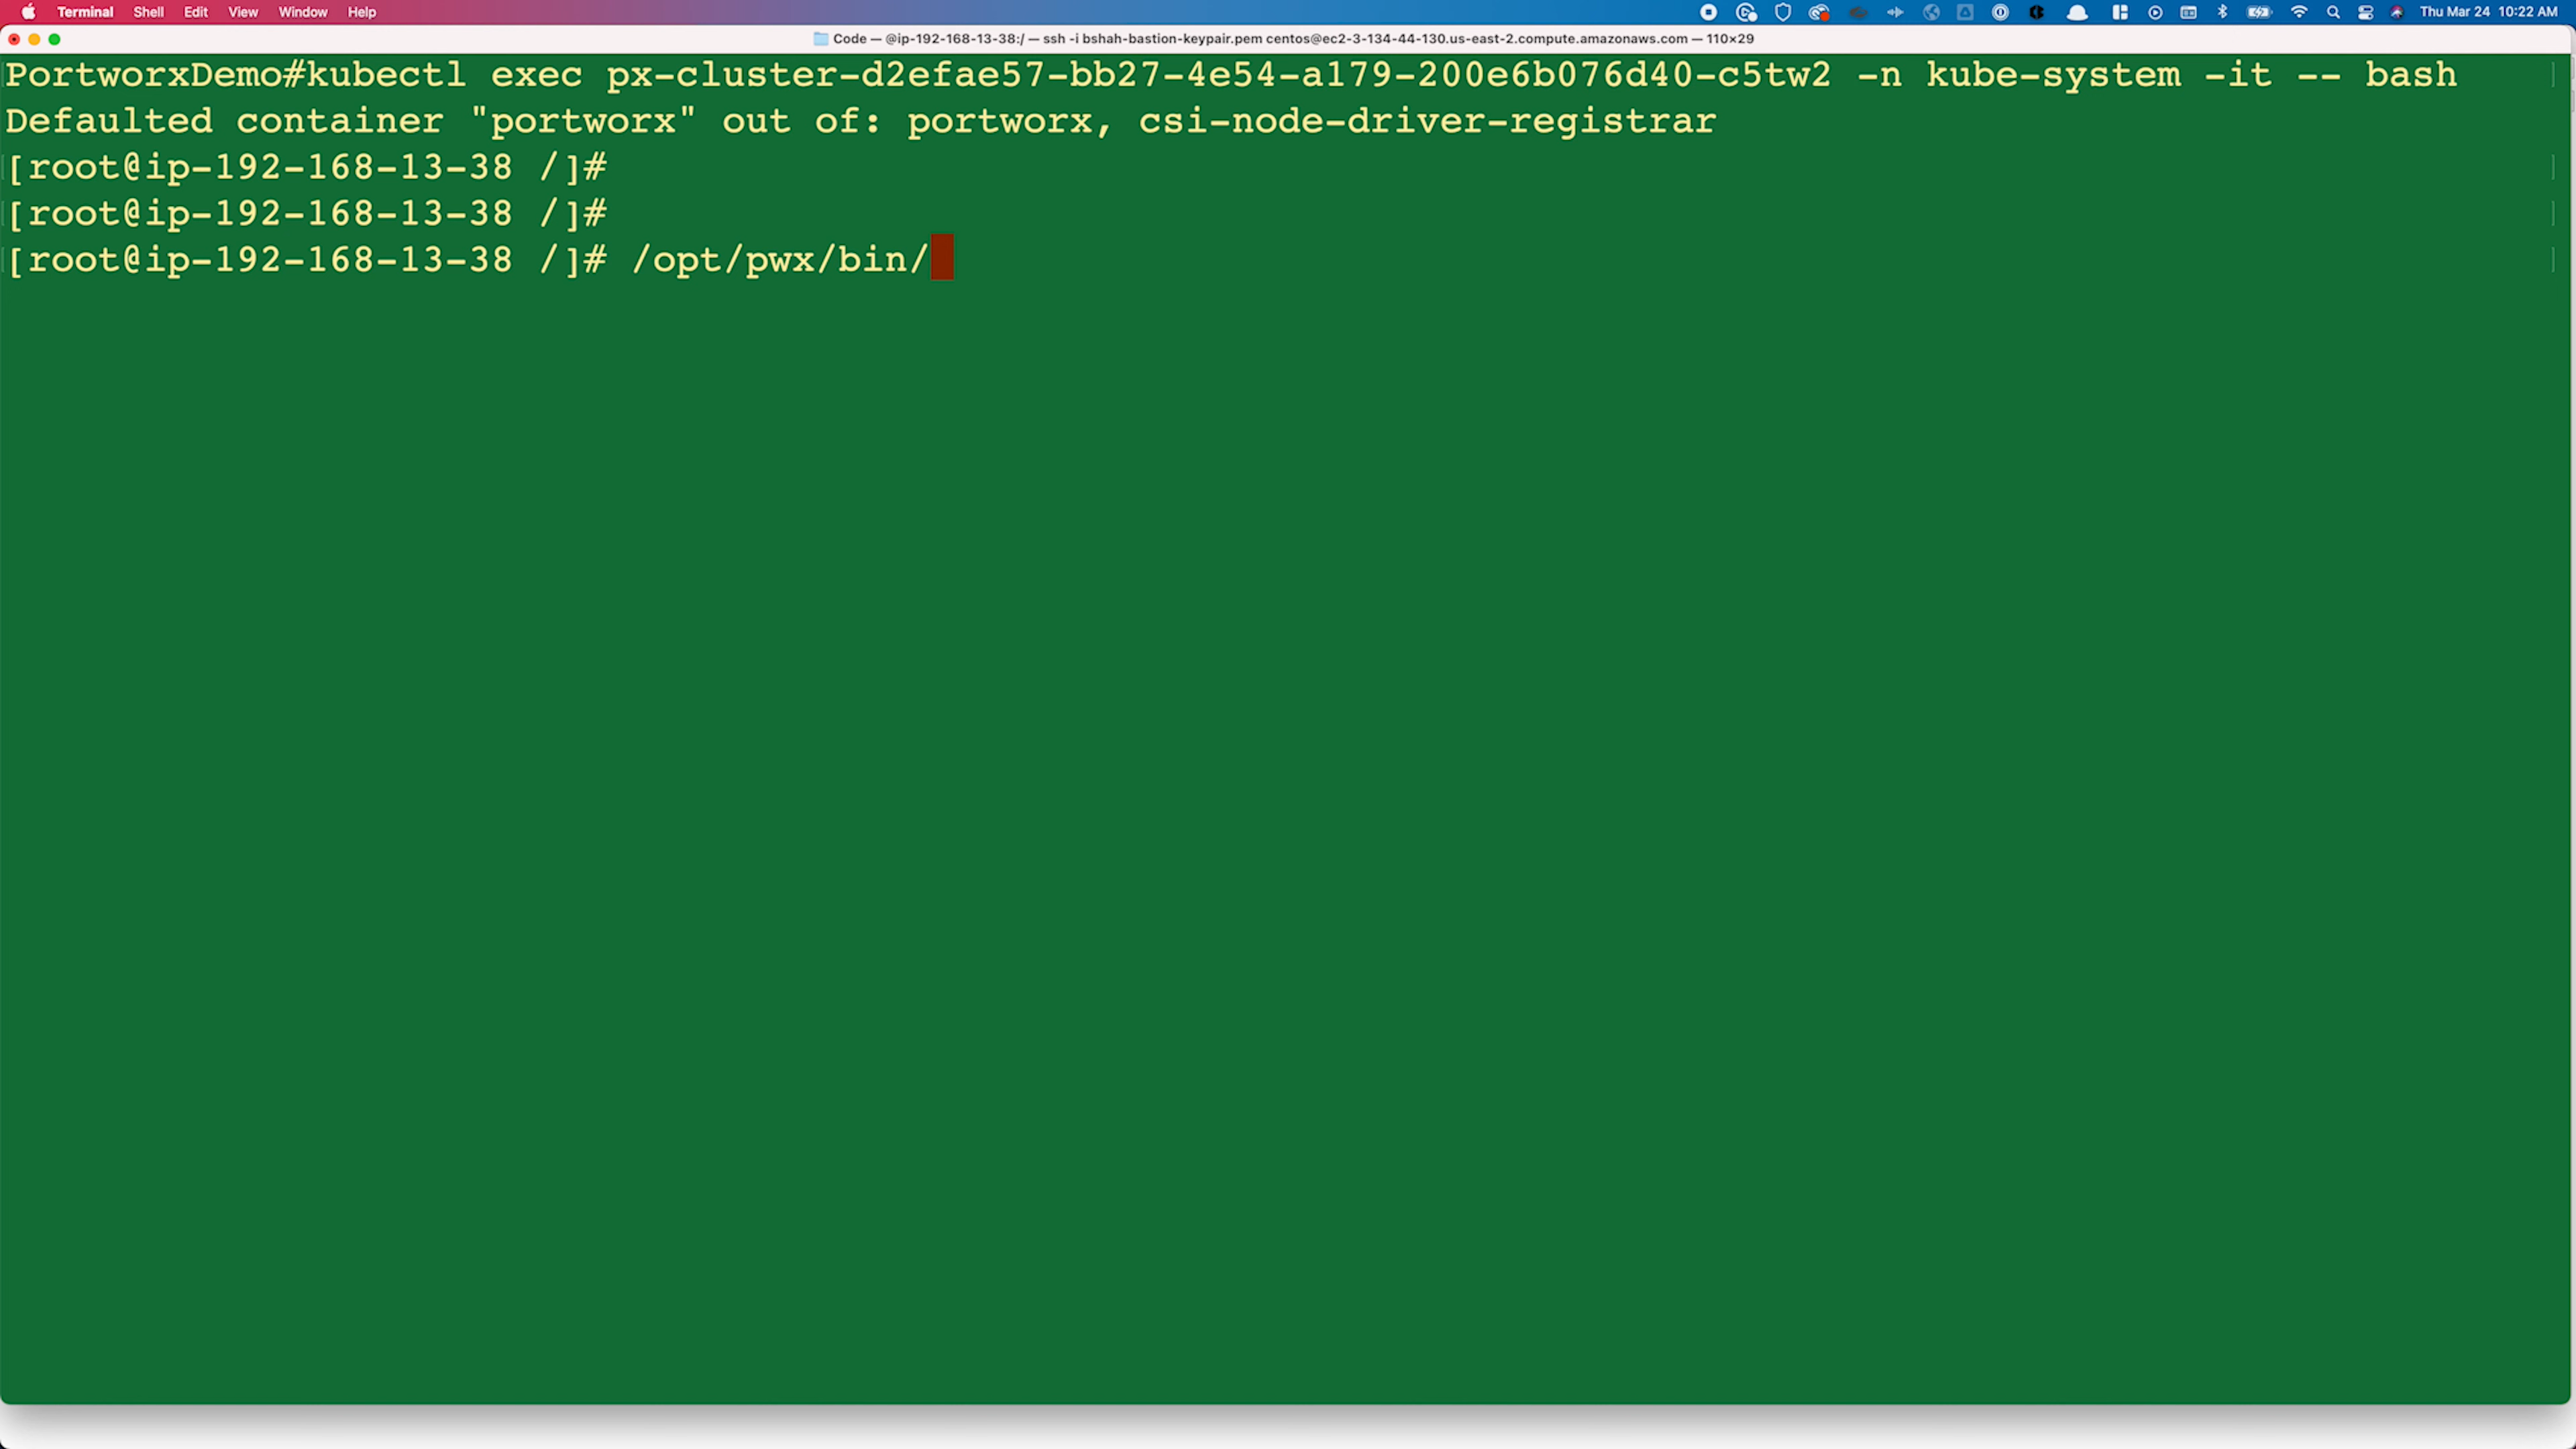 Terminal Shell Edit View Window Help Thu Mar 24 10:22 AM
Code — @ip-192-168-13-38:/ — ssh -i bshah-bastion-keypair.pem centos@ec2-3-134-44-130.us-east-2.compute.amazonaws.com — 110×29
PortworxDemo#kubectl exec px-cluster-d2efae57-bb27-4e54-a179-200e6b076d40-c5tw2 -n kube-system -it -- bash
Defaulted container "portworx" out of: portworx, csi-node-driver-registrar
[root@ip-192-168-13-38 /]#
[root@ip-192-168-13-38 /]#
[root@ip-192-168-13-38 /]# /opt/pwx/bin/